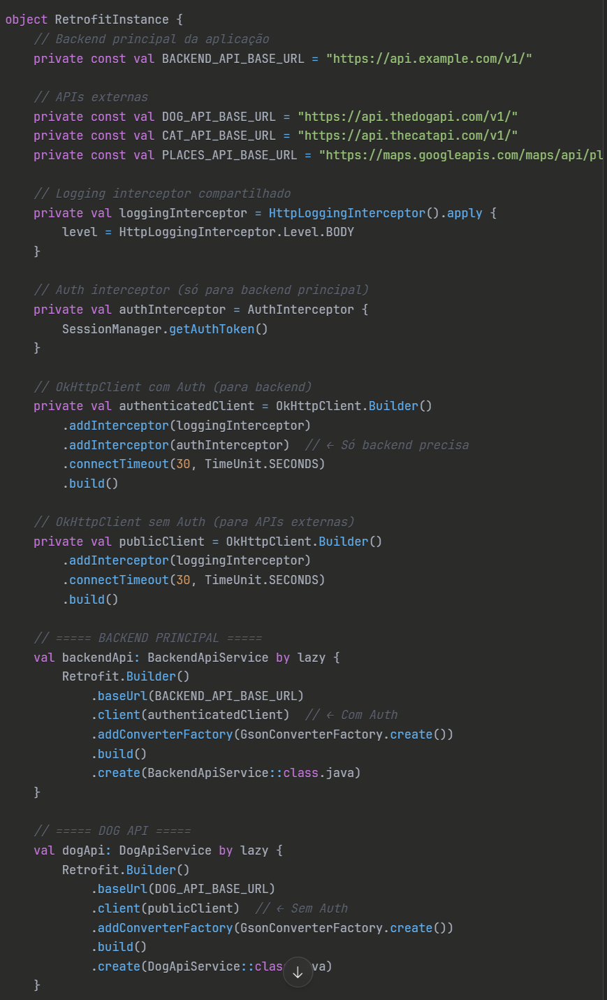 object RetrofitInstance {
    // Backend principal da aplicação
    private const val BACKEND_API_BASE_URL = "https://api.example.com/v1/"

    // APIs externas
    private const val DOG_API_BASE_URL = "https://api.thedogapi.com/v1/"
    private const val CAT_API_BASE_URL = "https://api.thecatapi.com/v1/"
    private const val PLACES_API_BASE_URL = "https://maps.googleapis.com/maps/api/pl

    // Logging interceptor compartilhado
    private val loggingInterceptor = HttpLoggingInterceptor().apply {
        level = HttpLoggingInterceptor.Level.BODY
    }

    // Auth interceptor (só para backend principal)
    private val authInterceptor = AuthInterceptor {
        SessionManager.getAuthToken()
    }

    // OkHttpClient com Auth (para backend)
    private val authenticatedClient = OkHttpClient.Builder()
        .addInterceptor(loggingInterceptor)
        .addInterceptor(authInterceptor)  // ← Só backend precisa
        .connectTimeout(30, TimeUnit.SECONDS)
        .build()

    // OkHttpClient sem Auth (para APIs externas)
    private val publicClient = OkHttpClient.Builder()
        .addInterceptor(loggingInterceptor)
        .connectTimeout(30, TimeUnit.SECONDS)
        .build()

    // ===== BACKEND PRINCIPAL =====
    val backendApi: BackendApiService by lazy {
        Retrofit.Builder()
            .baseUrl(BACKEND_API_BASE_URL)
            .client(authenticatedClient)  // ← Com Auth
            .addConverterFactory(GsonConverterFactory.create())
            .build()
            .create(BackendApiService::class.java)
    }

    // ===== DOG API =====
    val dogApi: DogApiService by lazy {
        Retrofit.Builder()
            .baseUrl(DOG_API_BASE_URL)
            .client(publicClient)  // ← Sem Auth
            .addConverterFactory(GsonConverterFactory.create())
            .build()
            .create(DogApiService::clas va)
    }